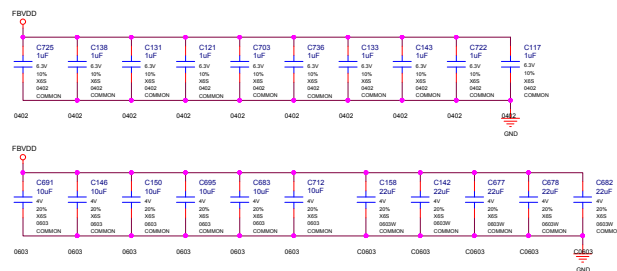 FBVDD
C725 C138 C131 C121 C703 C736 C133 C143 C722 C117
1uF 1uF 1uF 1uF 1uF 1uF 1uF 1uF 1uF 1uF
6.3V 6.3V 6.3V 6.3V 6.3V 6.3V 6.3V 6.3V 6.3V 6.3V
10% 10% 10% 10% 10% 10% 10% 10% 10% 10%
X6S X6S X6S X6S X6S X6S X6S X6S X6S X6S
0402 0402 0402 0402 0402 0402 0402 0402 0402 0402
COMMON COMMON COMMON COMMON COMMON COMMON COMMON COMMON COMMON COMMON
0402 0402 0402 0402 0402 0402 0402 0402 0402 0402
GND
FBVDD
C691 C146 C150 C695 C683 C712 C158 C142 C677 C678 C682
10uF 10uF 10uF 10uF 10uF 10uF 22uF 22uF 22uF 22uF 22uF
4V 4V 4V 4V 4V 4V 4V 4V 4V 4V 4V
20% 20% 20% 20% 20% 20% 20% 20% 20% 20% 20%
X6S X6S X6S X6S X6S X6S X6S X6S X6S X6S X6S
0603 0603 0603 0603 0603 0603 0603W 0603W 0603W 0603W 0603W
COMMON COMMON COMMON COMMON COMMON COMMON COMMON COMMON COMMON COMMON COMMON
0603 0603 0603 0603 0603 0603 C0603 C0603 C0603 C0603 C0603
GND